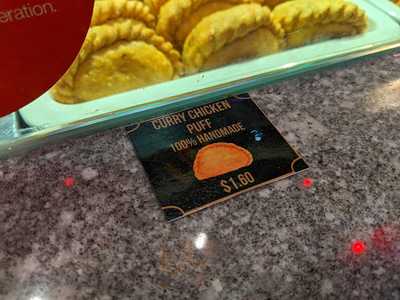 eration.
CURRY CHICKEN
PUFF
100% HANDMADE
$1.60